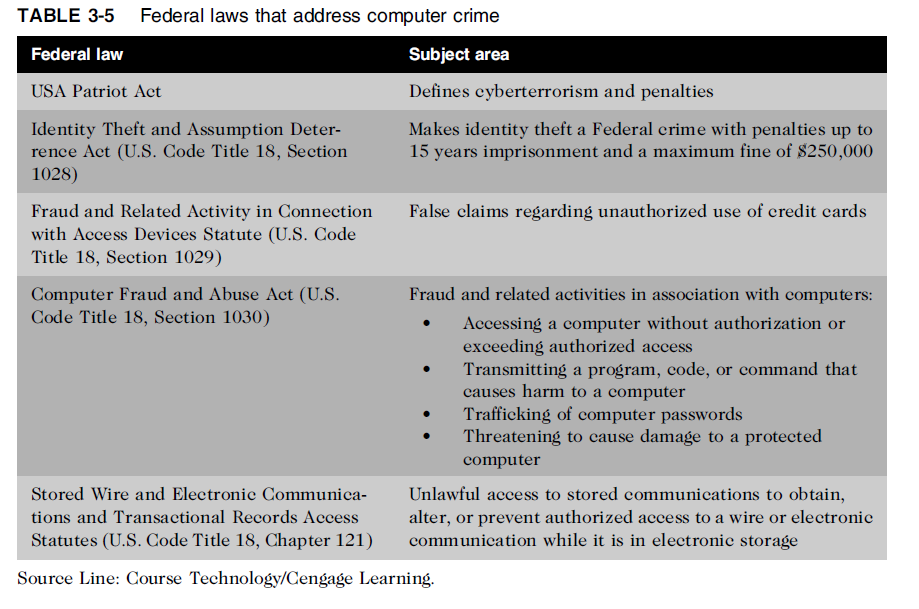 TABLE 3-5 Federal laws that address computer crime
Federal law Subject area
USA Patriot Act Defines cyberterrorism and penalties
Identity Theft and Assumption Deter-
rence Act (U.S. Code Title 18, Section
1028)
Makes identity theft a Federal crime with penalties up to
15 years imprisonment and a maximum fine of $250,000
Fraud and Related Activity in Connection
with Access Devices Statute (U.S. Code
Title 18, Section 1029)
False claims regarding unauthorized use of credit cards
Computer Fraud and Abuse Act (U.S.
Code Title 18, Section 1030)
Fraud and related activities in association with computers:
• Accessing a computer without authorization or
exceeding authorized access
• Transmitting a program, code, or command that
causes harm to a computer
• Trafficking of computer passwords
• Threatening to cause damage to a protected
computer
Stored Wire and Electronic Communica-
tions and Transactional Records Access
Statutes (U.S. Code Title 18, Chapter 121)
Unlawful access to stored communications to obtain,
alter, or prevent authorized access to a wire or electronic
communication while it is in electronic storage
Source Line: Course Technology/Cengage Learning.